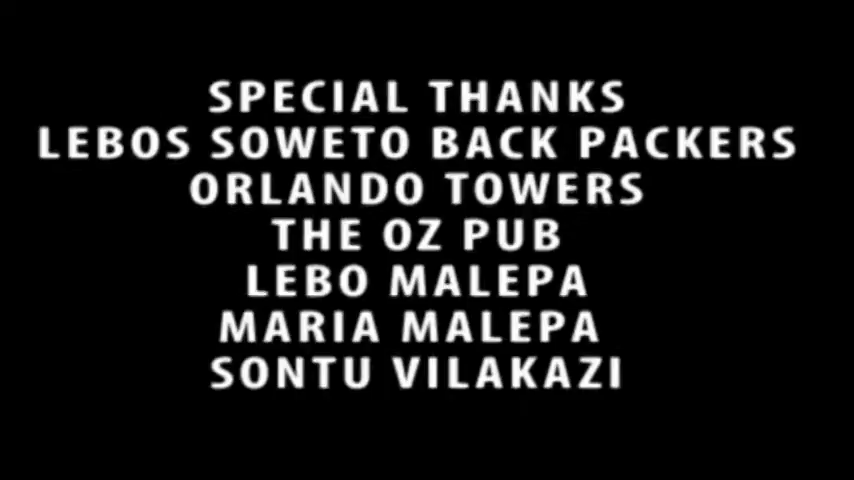 SPECIAL THANKS
LEBOS SOWETO BACK PACKERS
ORLANDO TOWERS
THE OZ PUB
LEBO MALEPA
MARIA MALEPA
SONTU VILAKAZI